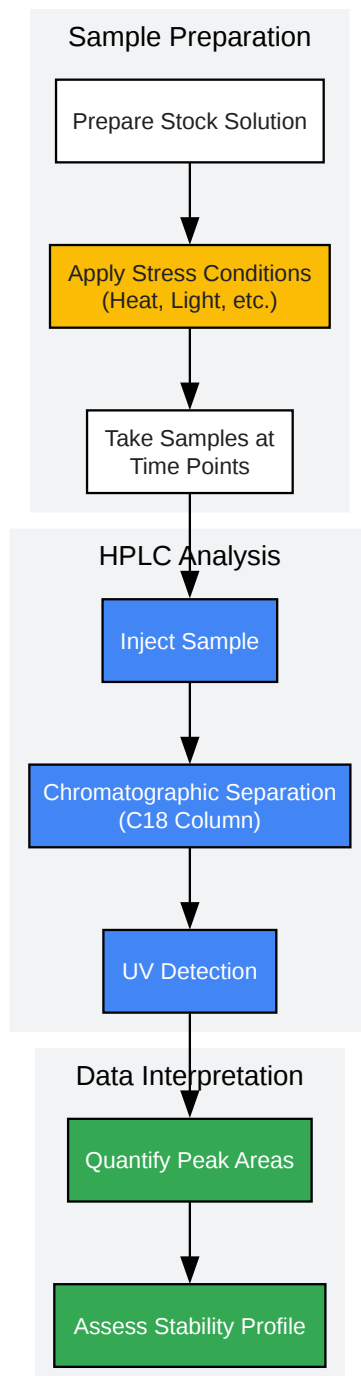 Sample Preparation
Prepare Stock Solution
Apply Stress Conditions
(Heat, Light, etc.)
Take Samples at
Time Points
HPLC Analysis
Inject Sample
Chromatographic Separation
(C18 Column)
UV Detection
Data Interpretation
Quantify Peak Areas
Assess Stability Profile